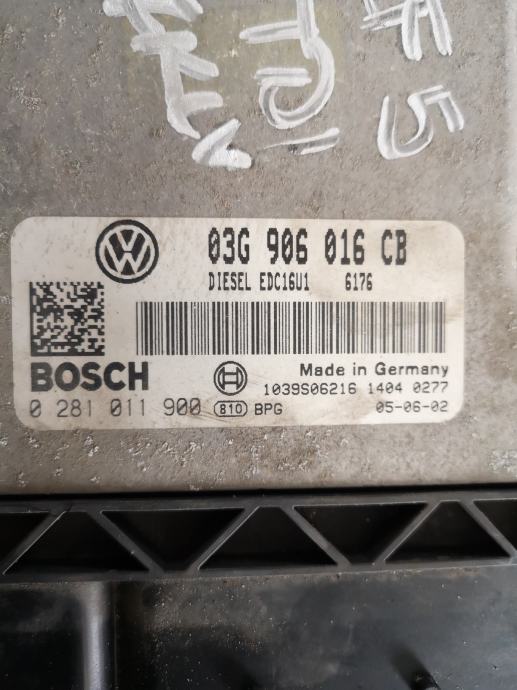 5
03G 906 016 CB
DIESEL EDC16U1 6176
BOSCH
Made in Germany
1039S06216 1404 0277
0 281 011 900 810 BPG 05-06-02